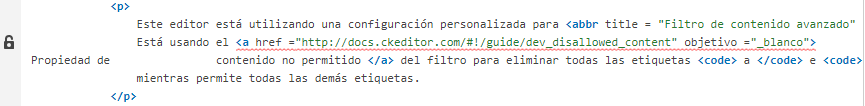 <p>
Este editor está utilizando una configuración personalizada para <abbr title = "Filtro de contenido avanzado"
Está usando el <a href ="http://docs.ckeditor.com/#!/guide/dev_disallowed_content" objetivo ="_blanco">
Propiedad de contenido no permitido </a> del filtro para eliminar todas las etiquetas <code> a </code> e <code>
mientras permite todas las demás etiquetas.
</p>